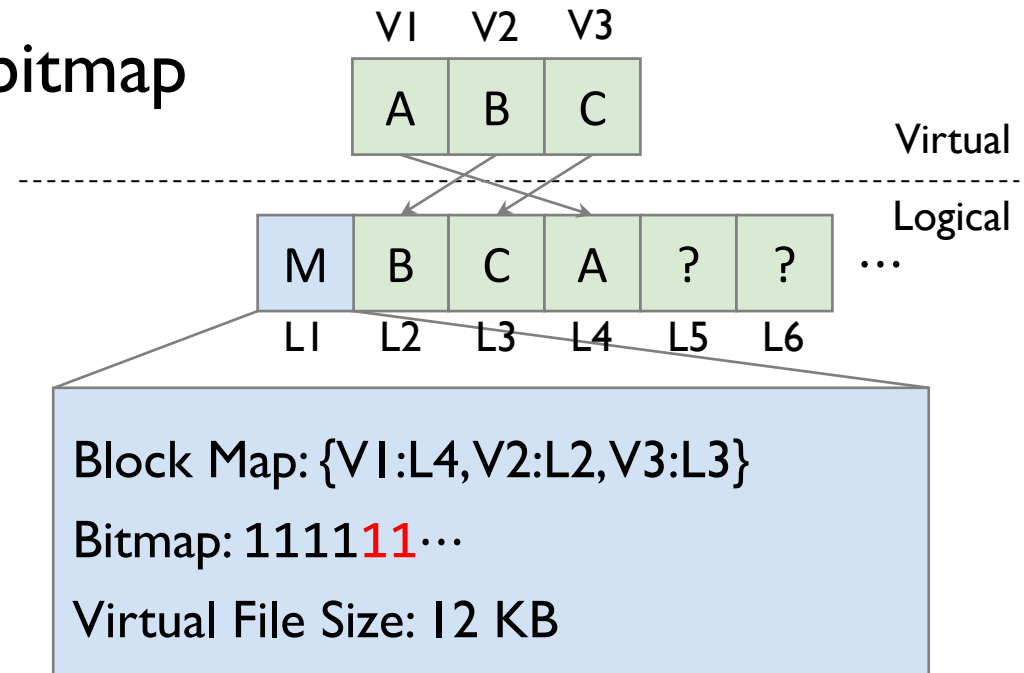 bitmap
V1 V2 V3
A B C
Virtual
Logical
M B C A ? ? ...
L1 L2 L3 L4 L5 L6
Block Map: {V1:L4, V2:L2, V3:L3}
Bitmap: 111111...
Virtual File Size: 12 KB